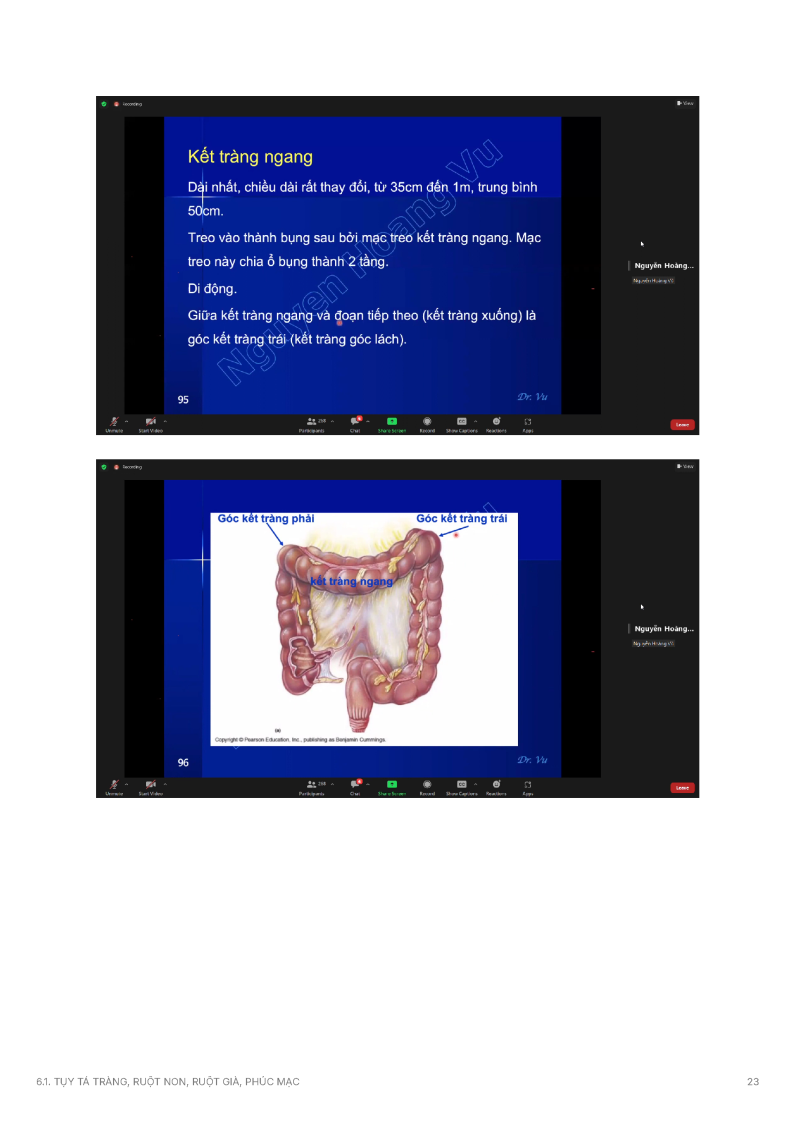 Recording
View
Kết tràng ngang
Dài nhất, chiều dài rất thay đổi, từ 35cm đến 1m, trung bình
50cm.
Treo vào thành bụng sau bởi mạc treo kết tràng ngang. Mạc
treo này chia ổ bụng thành 2 tầng.
Di động.
Giữa kết tràng ngang và đoạn tiếp theo (kết tràng xuống) là
góc kết tràng trái (kết tràng góc lách).
Nguyen Hoang Vu
95
Dr. Vu
Nguyễn Hoàng...
Nguyễn Hoàng Vũ
Unmute
Start Video
Participants
Chat
Share Screen
Record
Show Captions
Reactions
Apps
Leave
Recording
View
Góc kết tràng phải
Góc kết tràng trái
kết tràng ngang
Copyright © Pearson Education, Inc., publishing as Benjamin Cummings.
96
Dr. Vu
Nguyễn Hoàng...
Nguyễn Hoàng Vũ
Unmute
Start Video
Participants
Chat
Share Screen
Record
Show Captions
Reactions
Apps
Leave
6.1. TỤY TÁ TRÀNG, RUỘT NON, RUỘT GIÀ, PHÚC MẠC
23